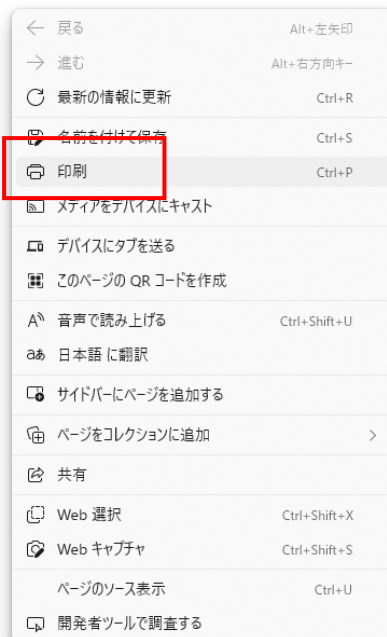 戻る Alt+左矢印
進む Alt+右方向キー
最新の情報に更新 Ctrl+R
名前を付けて保存 Ctrl+S
印刷 Ctrl+P
メディアをデバイスにキャスト
デバイスにタブを送る
このページの QR コードを作成
音声で読み上げる Ctrl+Shift+U
日本語 に翻訳
サイドバーにページを追加する
ページをコレクションに追加
共有
Web 選択 Ctrl+Shift+X
Web キャプチャ Ctrl+Shift+S
ページのソース表示 Ctrl+U
開発者ツールで調査する